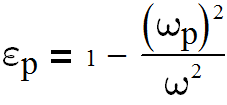 εₚ = 1 − (ωₚ)² / ω²